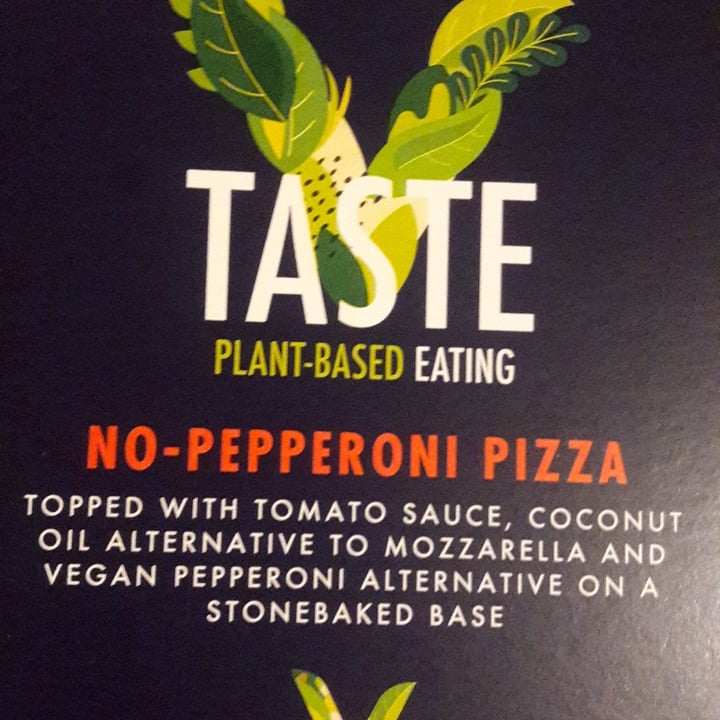 TASTE
PLANT-BASED EATING
NO-PEPPERONI PIZZA
TOPPED WITH TOMATO SAUCE, COCONUT
OIL ALTERNATIVE TO MOZZARELLA AND
VEGAN PEPPERONI ALTERNATIVE ON A
STONEBAKED BASE